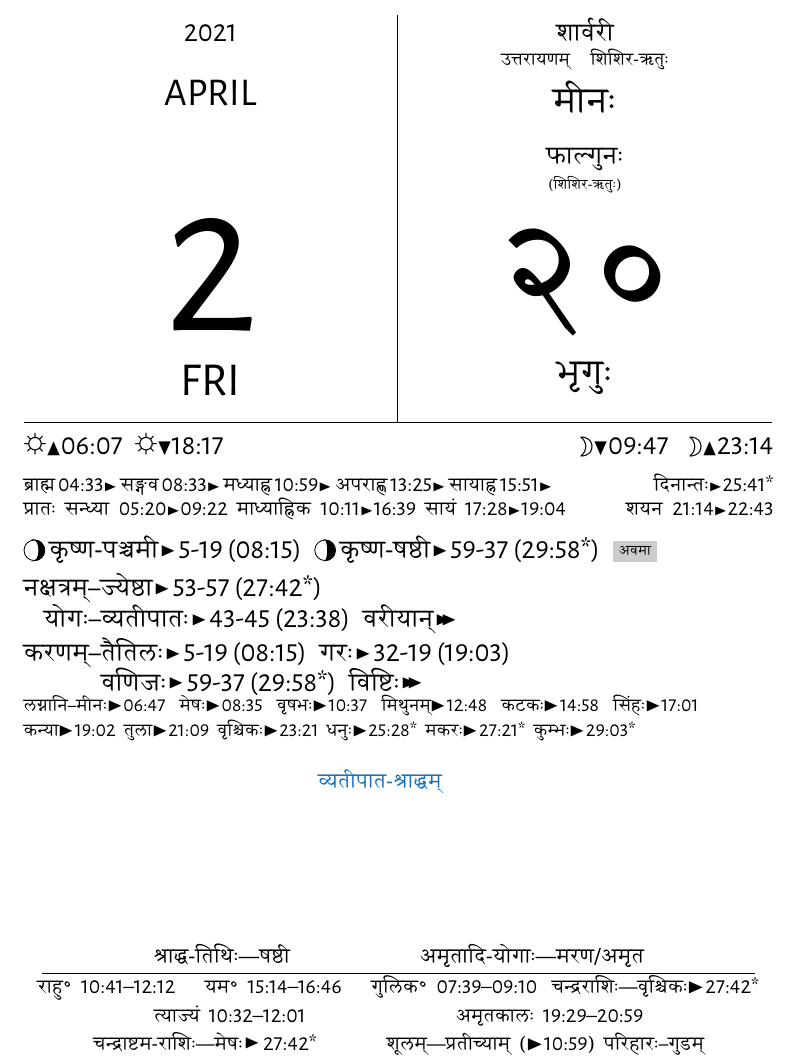 2021
APRIL
2
FRI
शार्वरी
उत्तरायणम् शिशिर-ऋतुः
मीनः
फाल्गुनः
(शिशिर-ऋतुः)
२०
भृगुः
☼▲06:07 ☼▼18:17 ☽▼09:47 ☽▲23:14
ब्राह्म 04:33► सङ्गव 08:33► मध्याह्न 10:59► अपराह्ण 13:25► सायाह्न 15:51► दिनान्तः►25:41*
प्रातः सन्ध्या 05:20►09:22 माध्याह्निक 10:11►16:39 सायं 17:28►19:04 शयन 21:14►22:43
🌖कृष्ण-पञ्चमी►5-19 (08:15) 🌖कृष्ण-षष्ठी►59-37 (29:58*) अवमा
नक्षत्रम्–ज्येष्ठा►53-57 (27:42*)
योगः–व्यतीपातः►43-45 (23:38) वरीयान्►►
करणम्–तैतिलः►5-19 (08:15) गरः►32-19 (19:03)
वणिजः►59-37 (29:58*) विष्टिः►►
लग्नानि–मीनः►06:47 मेषः►08:35 वृषभः►10:37 मिथुनम्►12:48 कटकः►14:58 सिंहः►17:01
कन्या►19:02 तुला►21:09 वृश्चिकः►23:21 धनुः►25:28* मकरः►27:21* कुम्भः►29:03*
व्यतीपात-श्राद्धम्
श्राद्ध-तिथिः—षष्ठी अमृतादि-योगाः—मरण/अमृत
राहु° 10:41–12:12 यम° 15:14–16:46 गुलिक° 07:39–09:10 चन्द्रराशिः—वृश्चिकः►27:42*
त्याज्यं 10:32–12:01 अमृतकालः 19:29–20:59
चन्द्राष्टम-राशिः—मेषः►27:42* शूलम्—प्रतीच्याम् (►10:59) परिहारः–गुडम्